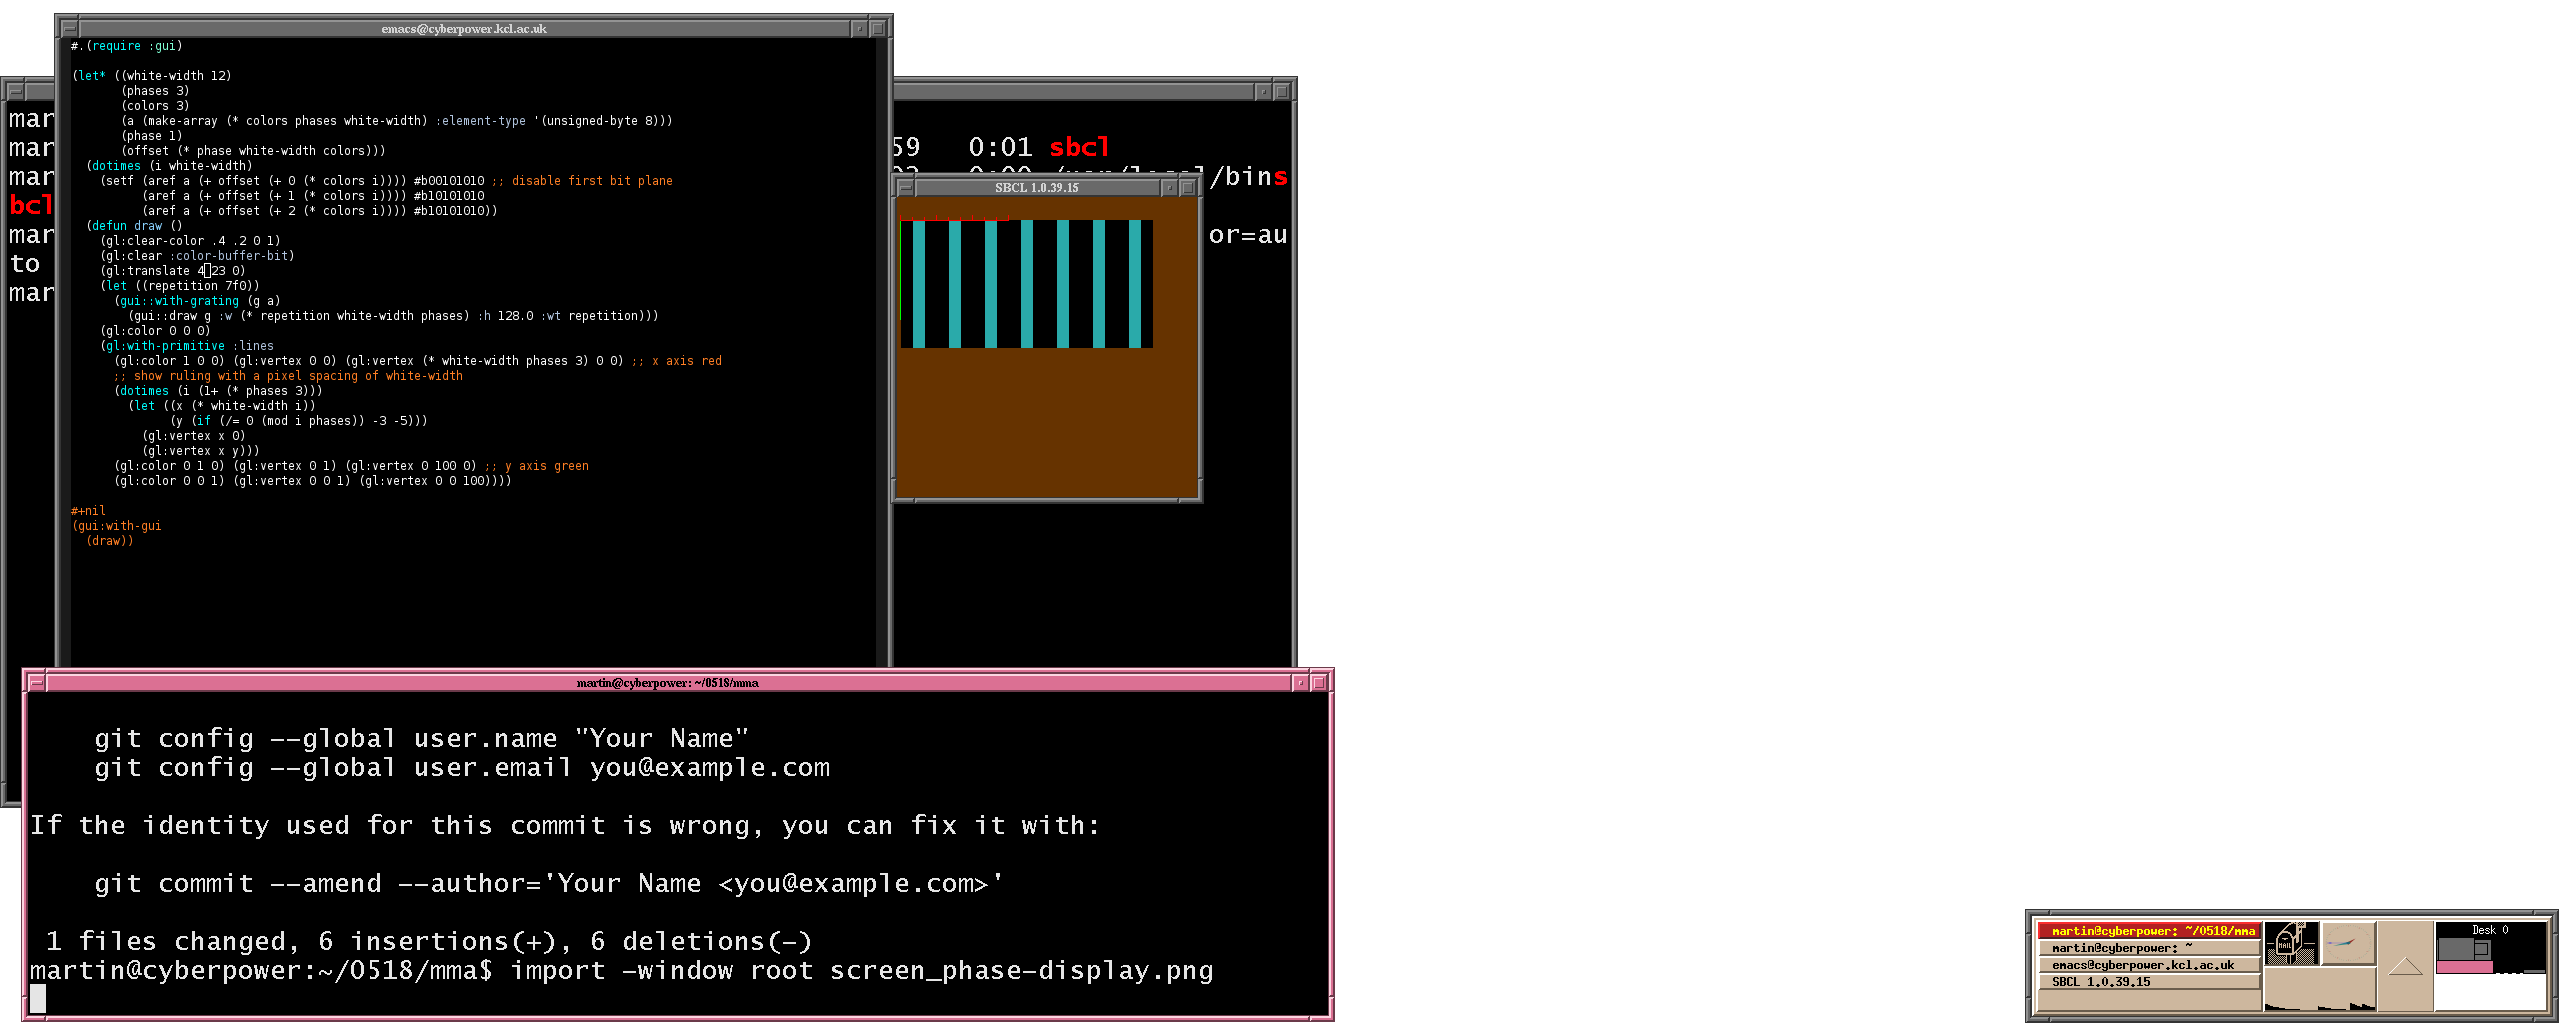 emacs@cyberpower.kcl.ac.uk
#.(require :gui)
(let* ((white-width 12)
(phases 3)
(colors 3)
(a (make-array (* colors phases white-width) :element-type '(unsigned-byte 8)))
(phase 1)
(offset (* phase white-width colors)))
(dotimes (i white-width)
(setf (aref a (+ offset (+ 0 (* colors i)))) #b00101010 ;; disable first bit plane
(aref a (+ offset (+ 1 (* colors i)))) #b10101010
(aref a (+ offset (+ 2 (* colors i)))) #b10101010))
(defun draw ()
(gl:clear-color .4 .2 0 1)
(gl:clear :color-buffer-bit)
(gl:translate 4 23 0)
(let ((repetition 7f0))
(gui::with-grating (g a)
(gui::draw g :w (* repetition white-width phases) :h 128.0 :wt repetition)))
(gl:color 0 0 0)
(gl:with-primitive :lines
(gl:color 1 0 0) (gl:vertex 0 0) (gl:vertex (* white-width phases 3) 0 0) ;; x axis red
;; show ruling with a pixel spacing of white-width
(dotimes (i (1+ (* phases 3)))
(let ((x (* white-width i))
(y (if (/= 0 (mod i phases)) -3 -5)))
(gl:vertex x 0)
(gl:vertex x y)))
(gl:color 0 1 0) (gl:vertex 0 1) (gl:vertex 0 100 0) ;; y axis green
(gl:color 0 0 1) (gl:vertex 0 0 1) (gl:vertex 0 0 100))))
#+nil
(gui:with-gui
(draw))
mar
mar 59 0:01 sbcl
mar /bins
bcl
mar or=au
to
mar
SBCL 1.0.39.15
martin@cyberpower: ~/0518/mma
git config --global user.name "Your Name"
git config --global user.email you@example.com
If the identity used for this commit is wrong, you can fix it with:
git commit --amend --author='Your Name <you@example.com>'
1 files changed, 6 insertions(+), 6 deletions(-)
martin@cyberpower:~/0518/mma$ import -window root screen_phase-display.png
martin@cyberpower: ~/0518/mma
martin@cyberpower: ~
emacs@cyberpower.kcl.ac.uk
SBCL 1.0.39.15
MAIL
Desk 0